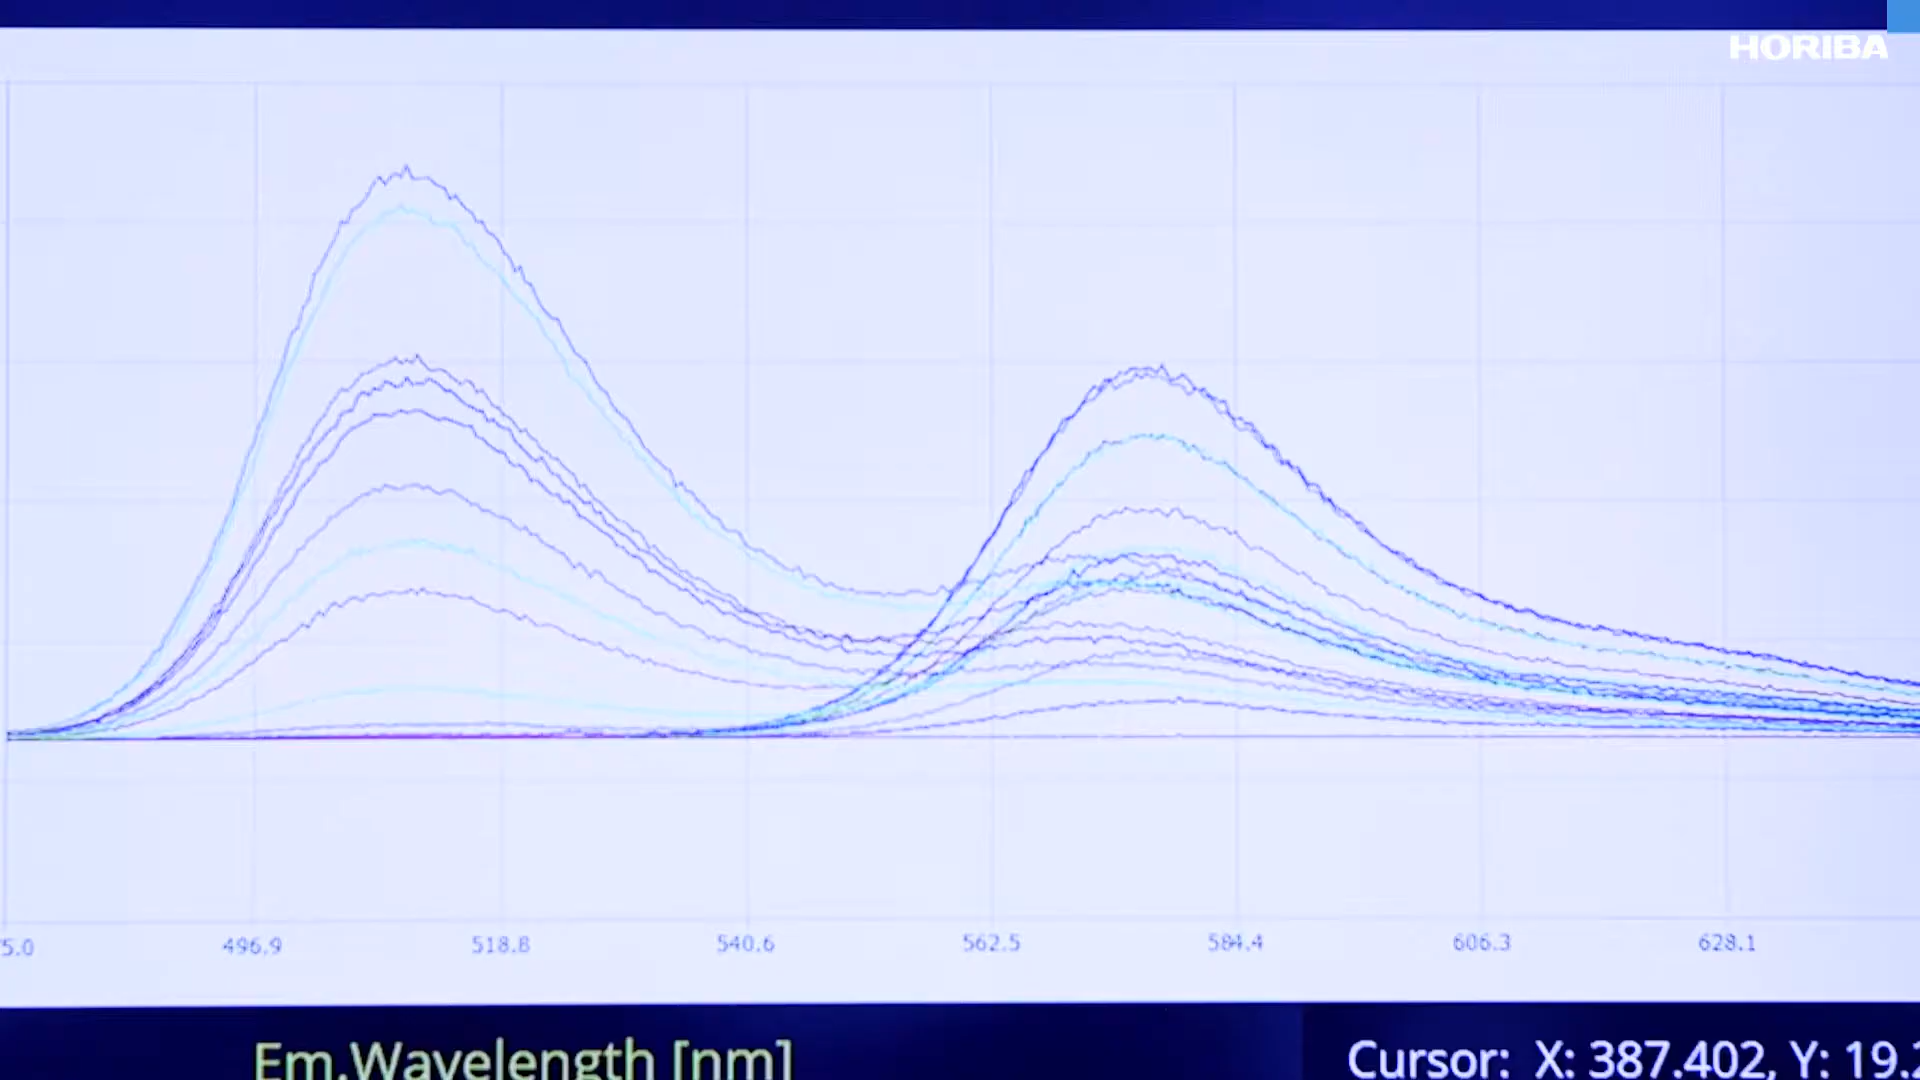 HORIBA
5.0 496.9 518.8 540.6 562.5 584.4 606.3 628.1
Em.Wavelength [nm] Cursor: X: 387.402, Y: 19.2